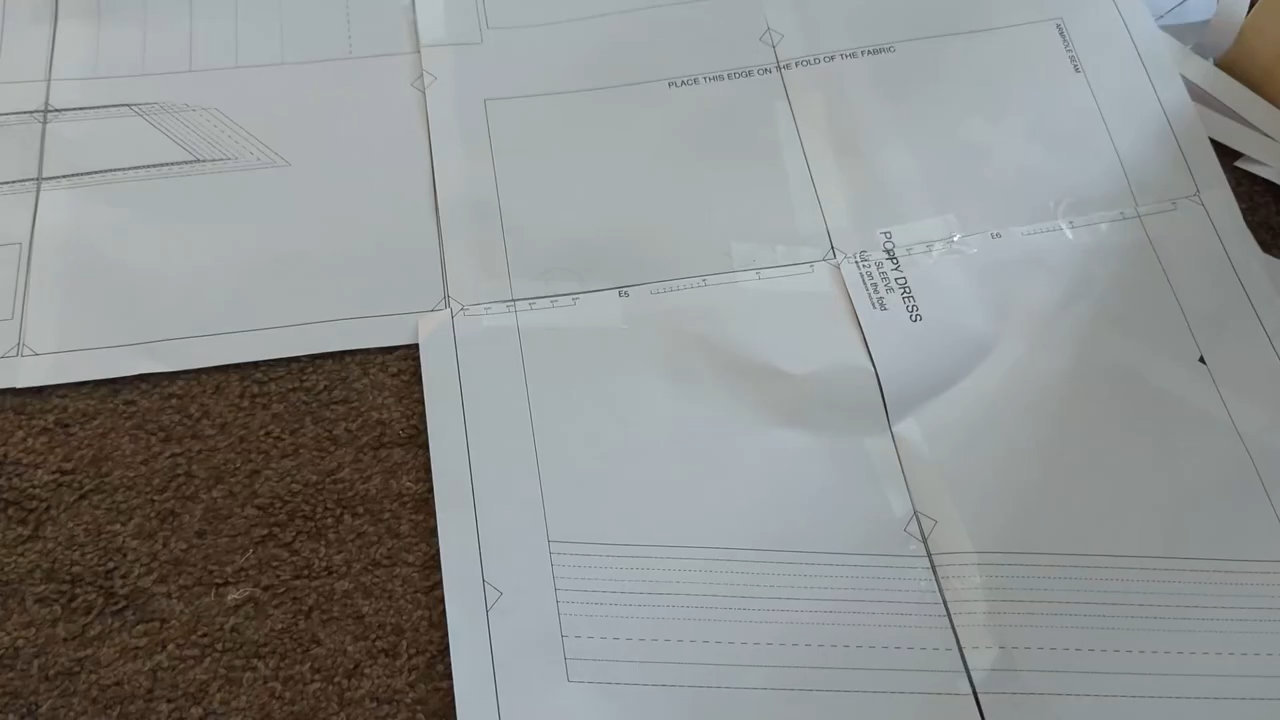 PLACE THIS EDGE ON THE FOLD OF THE FABRIC
ARMHOLE SEAM
E5
E6
POPPY DRESS
SLEEVE
Cut 2 on the fold